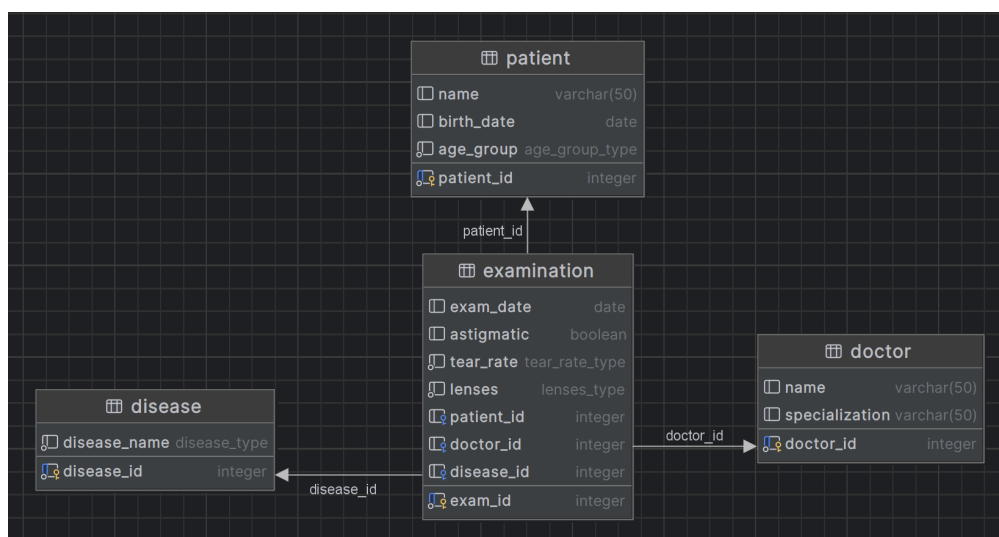 patient
name varchar(50)
birth_date date
age_group age_group_type
patient_id integer
patient_id
examination
exam_date date
astigmatic boolean
tear_rate tear_rate_type
lenses lenses_type
patient_id integer
doctor_id integer
disease_id integer
exam_id integer
doctor_id
doctor
name varchar(50)
specialization varchar(50)
doctor_id integer
disease
disease_name disease_type
disease_id integer
disease_id